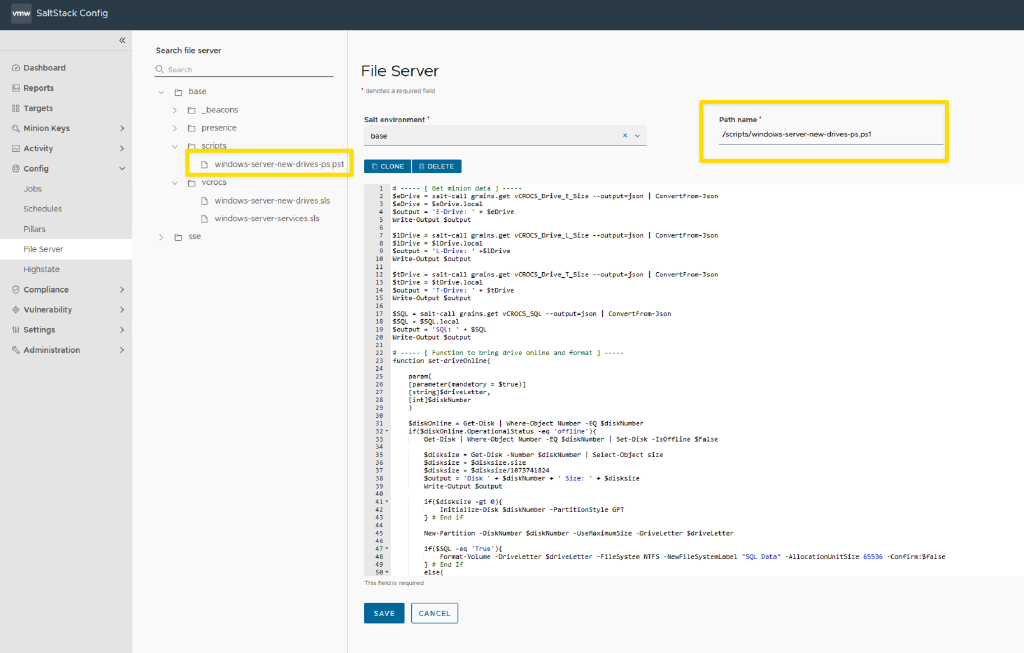 vmw SaltStack Config
Dashboard
Reports
Targets
Minion Keys
Activity
Config
Jobs
Schedules
Pillars
File Server
Highstate
Compliance
Vulnerability
Settings
Administration
Search file server
Search
base
_beacons
presence
scripts
windows-server-new-drives-ps.ps1
vcrocs
windows-server-new-drives.sls
windows-server-services.sls
sse
File Server
* denotes a required field
Salt environment *
base
Path name *
/scripts/windows-server-new-drives-ps.ps1
CLONE DELETE
1 # ----- [ Get minion data ] -----
2 $eDrive = salt-call grains.get vCROCS_Drive_E_Size --output=json | ConvertFrom-Json
3 $eDrive = $eDrive.local
4 $output = 'E-Drive: ' + $eDrive
5 Write-Output $output
6
7 $lDrive = salt-call grains.get vCROCS_Drive_L_Size --output=json | ConvertFrom-Json
8 $lDrive = $lDrive.local
9 $output = 'L-Drive: ' +$lDrive
10 Write-Output $output
11
12 $tDrive = salt-call grains.get vCROCS_Drive_T_Size --output=json | ConvertFrom-Json
13 $tDrive = $tDrive.local
14 $output = 'T-Drive: ' + $tDrive
15 Write-Output $output
16
17 $SQL = salt-call grains.get vCROCS_SQL --output=json | ConvertFrom-Json
18 $SQL = $SQL.local
19 $output = 'SQL: ' + $SQL
20 Write-Output $output
21
22 # ----- [ Function to bring drive online and format ] -----
23 function set-driveOnline{
24
25 param(
26 [parameter(mandatory = $true)]
27 [string]$driveLetter,
28 [int]$diskNumber
29 )
30
31 $diskOnline = Get-Disk | Where-Object Number -EQ $diskNumber
32 if($diskOnline.OperationalStatus -eq 'offline'){
33 Get-Disk | Where-Object Number -EQ $diskNumber | Set-Disk -IsOffline $False
34
35 $disksize = Get-Disk -Number $diskNumber | Select-Object size
36 $disksize = $disksize.size
37 $disksize = $disksize/1073741824
38 $output = 'Disk ' + $diskNumber + ' Size: ' + $disksize
39 Write-Output $output
40
41 if($disksize -gt 0){
42 Initialize-Disk $diskNumber -PartitionStyle GPT
43 } # End if
44
45 New-Partition -DiskNumber $diskNumber -UseMaximumSize -DriveLetter $driveLetter
46
47 if($SQL -eq 'True'){
48 Format-Volume -DriveLetter $driveLetter -FileSystem NTFS -NewFileSystemLabel "SQL Data" -AllocationUnitSize 65536 -Confirm:$false
49 } # End If
50 else{
This field is required
SAVE CANCEL